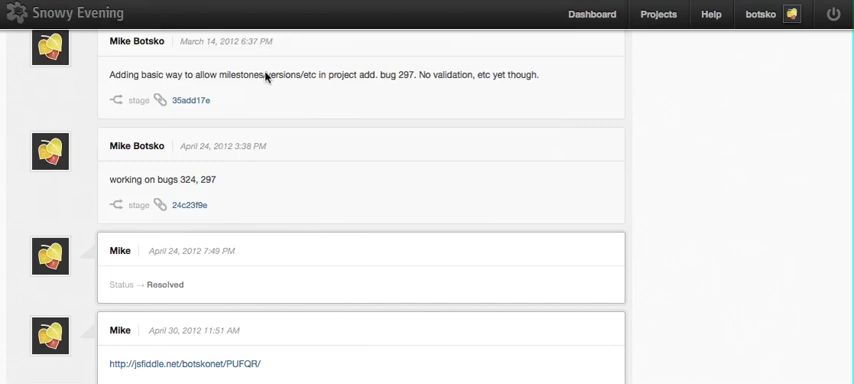 Snowy Evening
Dashboard Projects Help botsko
Mike Botsko March 14, 2012 6:37 PM
Adding basic way to allow milestones/versions/etc in project add. bug 297. No validation, etc yet though.
stage 35add17e
Mike Botsko April 24, 2012 3:38 PM
working on bugs 324, 297
stage 24c23f9e
Mike April 24, 2012 7:49 PM
Status → Resolved
Mike April 30, 2012 11:51 AM
http://jsfiddle.net/botskonet/PUFQR/